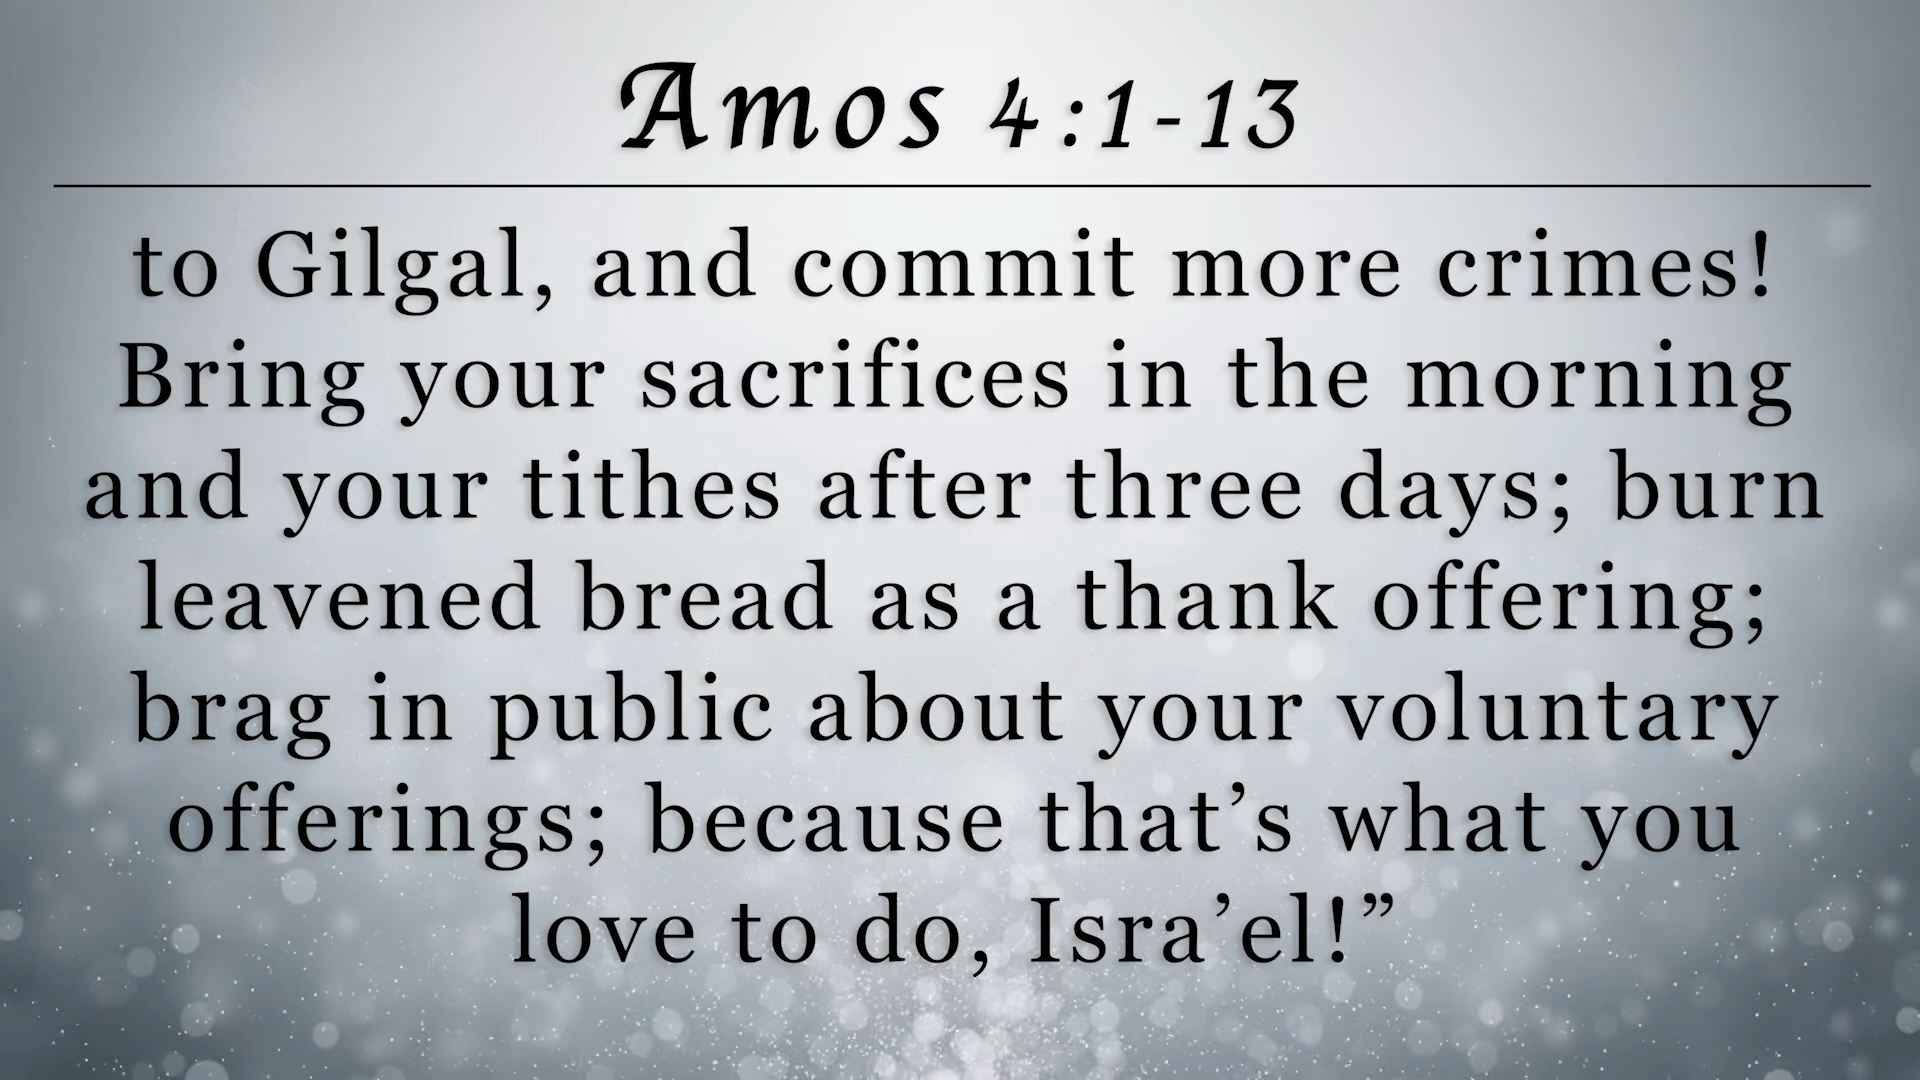 Amos 4:1-13
to Gilgal, and commit more crimes!
Bring your sacrifices in the morning
and your tithes after three days; burn
leavened bread as a thank offering;
brag in public about your voluntary
offerings; because that’s what you
love to do, Isra’el!”